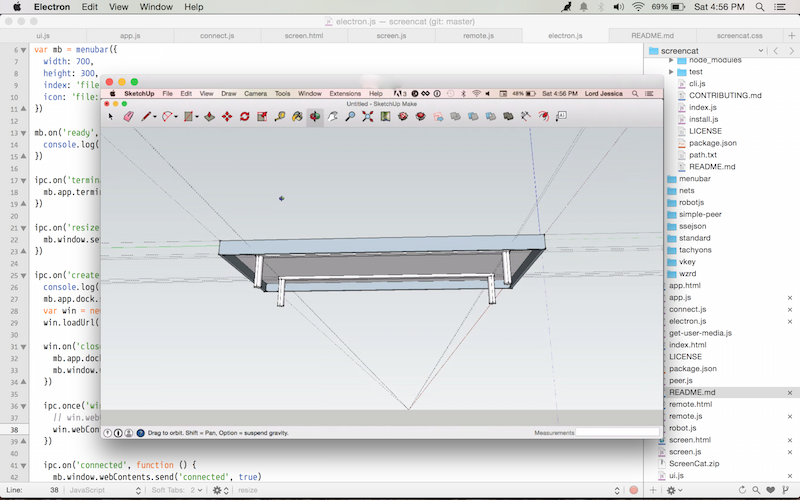 Electron Edit View Window Help 69% Sat 4:56 PM
electron.js — screencat (git: master)
ui.js app.js connect.js screen.html screen.js remote.js electron.js README.md screencat.css
6 var mb = menubar({
7 width: 700,
8 height: 300,
9 index: 'file
10 icon: 'file:
11 })
12
13 mb.on('ready',
14 console.log(
15 })
16
17 ipc.on('terminat
18 mb.app.termin
19 })
20
21 ipc.on('resize
22 mb.window.se
23 })
24
25 ipc.on('create
26 console.log(
27 mb.app.dock.
28 var win = new
29 win.loadUrl(
30
31 win.on('close
32 mb.app.dock
33 mb.window.
34 })
35
36 ipc.once('win
37 // win.web
38 win.webCont
39 })
40
41 ipc.on('connected', function () {
42 mb.window.webContents.send('connected', true)
Line: 38 JavaScript Soft Tabs: 2 resize
SketchUp File Edit View Draw Camera Tools Window Extensions Help 48% Sat 4:56 PM Lord Jessica
Untitled - SketchUp Make
Drag to orbit. Shift = Pan, Option = suspend gravity. Measurements
screencat
node_modules
test
cli.js
CONTRIBUTING.md
index.js
install.js
LICENSE
package.json
path.txt
README.md
menubar
nets
robotjs
simple-peer
ssejson
standard
tachyons
vkey
wzrd
app.html
app.js
connect.js
electron.js
get-user-media.js
index.html
LICENSE
package.json
peer.js
README.md
remote.html
remote.js
robot.js
screen.html
screen.js
ScreenCat.zip
ui.js